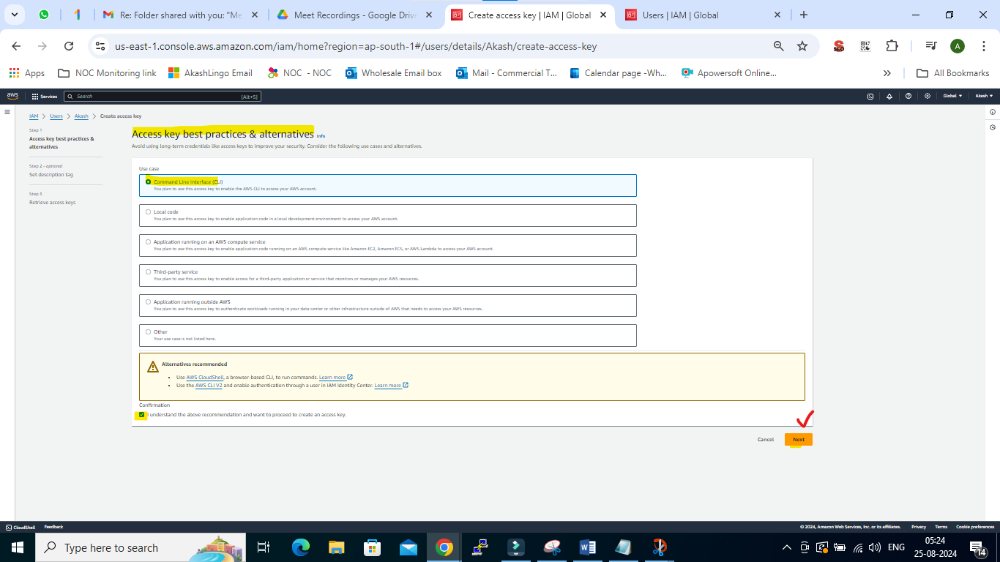 Re: Folder shared with you: "Me
Meet Recordings - Google Drive
Create access key | IAM | Global
Users | IAM | Global
us-east-1.console.aws.amazon.com/iam/home?region=ap-south-1#/users/details/Akash/create-access-key
SEO
A
Apps
NOC Monitoring link
AkashLingo Email
NOC - NOC
Wholesale Email box
Mail - Commercial T...
Calendar page -Wh...
Apowersoft Online...
All Bookmarks
aws
Services
Search
[Alt+S]
Global
Akash
IAM > Users > Akash > Create access key
Step 1
Access key best practices & alternatives
Step 2 - optional
Set description tag
Step 3
Retrieve access keys
Access key best practices & alternatives Info
Avoid using long-term credentials like access keys to improve your security. Consider the following use cases and alternatives.
Use case
Command Line Interface (CLI)
You plan to use this access key to enable the AWS CLI to access your AWS account.
Local code
You plan to use this access key to enable application code in a local development environment to access your AWS account.
Application running on an AWS compute service
You plan to use this access key to enable application code running on an AWS compute service like Amazon EC2, Amazon ECS, or AWS Lambda to access your AWS account.
Third-party service
You plan to use this access key to enable access for a third-party application or service that monitors or manages your AWS resources.
Application running outside AWS
You plan to use this access key to authenticate workloads running in your data center or other infrastructure outside of AWS that needs to access your AWS resources.
Other
Your use case is not listed here.
Alternatives recommended
• Use AWS CloudShell, a browser-based CLI, to run commands. Learn more
• Use the AWS CLI V2 and enable authentication through a user in IAM Identity Center. Learn more
Confirmation
I understand the above recommendation and want to proceed to create an access key.
Cancel
Next
CloudShell
Feedback
© 2024, Amazon Web Services, Inc. or its affiliates.
Privacy
Terms
Cookie preferences
Type here to search
ENG
05:24
25-08-2024
14